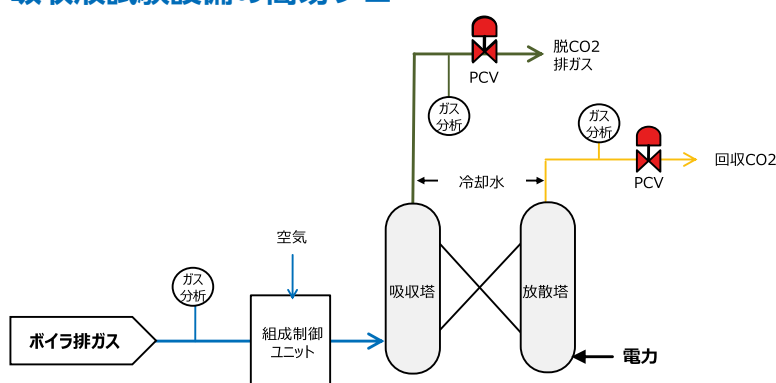 脱CO2
排ガス
PCV
ガス
分析
ガス
分析
回収CO2
PCV
冷却水
空気
ガス
分析
吸収塔
放散塔
ボイラ排ガス
組成制御
ユニット
電力